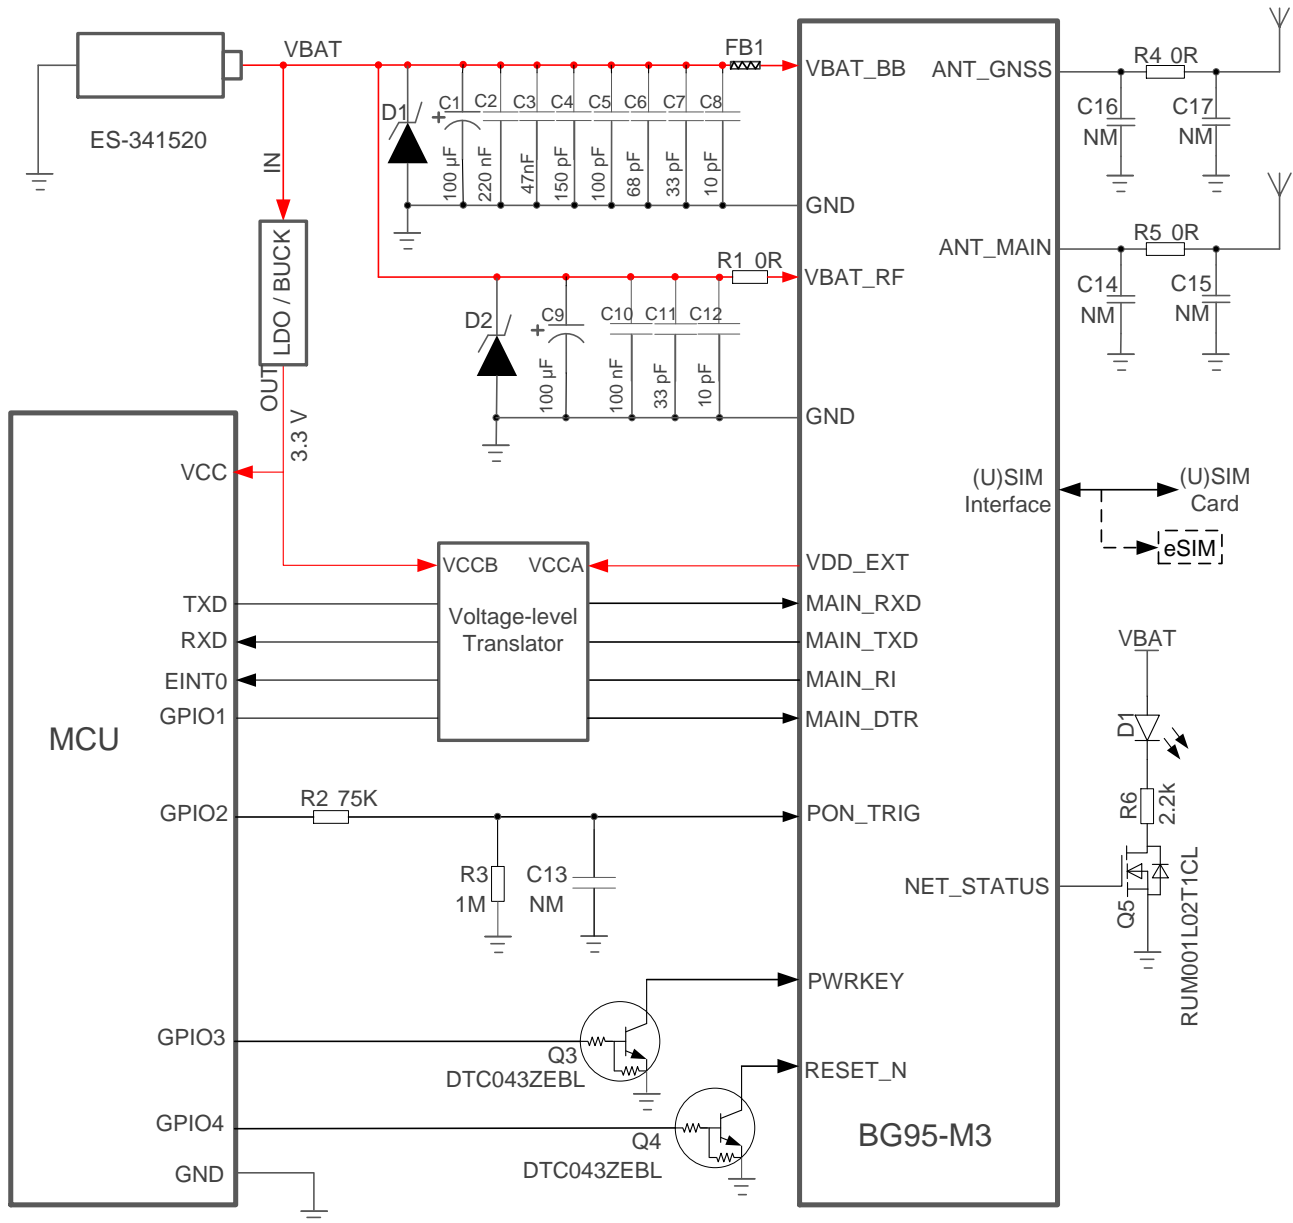 VBAT
ES-341520
IN
LDO / BUCK
OUT
3.3 V
FB1
D1
C1
C2
C3
C4
C5
C6
C7
C8
+
100 µF
220 nF
47nF
150 pF
100 pF
68 pF
33 pF
10 pF
R1 0R
D2
C9
C10
C11
C12
+
100 µF
100 nF
33 pF
10 pF
VBAT_BB
GND
VBAT_RF
GND
ANT_GNSS
R4 0R
C16
NM
C17
NM
ANT_MAIN
R5 0R
C14
NM
C15
NM
(U)SIM
Interface
(U)SIM
Card
eSIM
VCC
TXD
RXD
EINT0
GPIO1
MCU
GPIO2
GPIO3
GPIO4
GND
VCCB
VCCA
Voltage-level
Translator
VDD_EXT
MAIN_RXD
MAIN_TXD
MAIN_RI
MAIN_DTR
R2 75K
R3
1M
C13
NM
PON_TRIG
PWRKEY
Q3
DTC043ZEBL
RESET_N
Q4
DTC043ZEBL
BG95-M3
NET_STATUS
VBAT
D1
R6
2.2k
Q5
RUM001L02T1CL